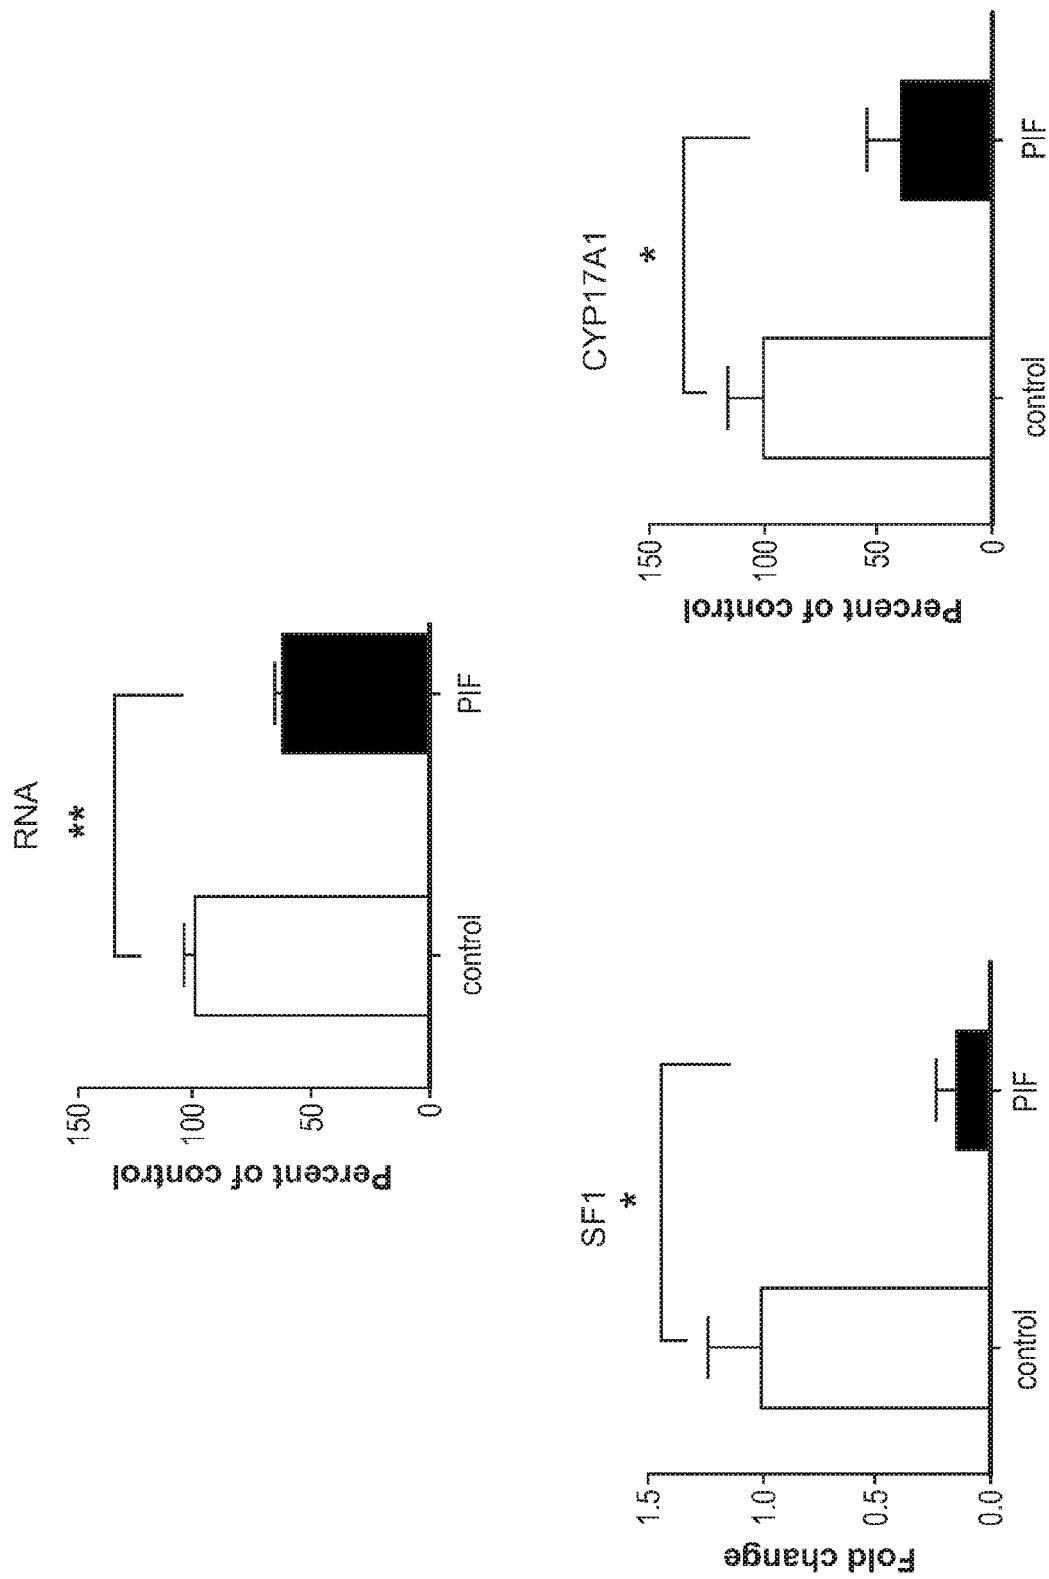 RNA
**
Percent of control
150
100
50
0
control
PIF
SF1
*
Fold change
1.5
1.0
0.5
0.0
control
PIF
CYP17A1
*
Percent of control
150
100
50
0
control
PIF